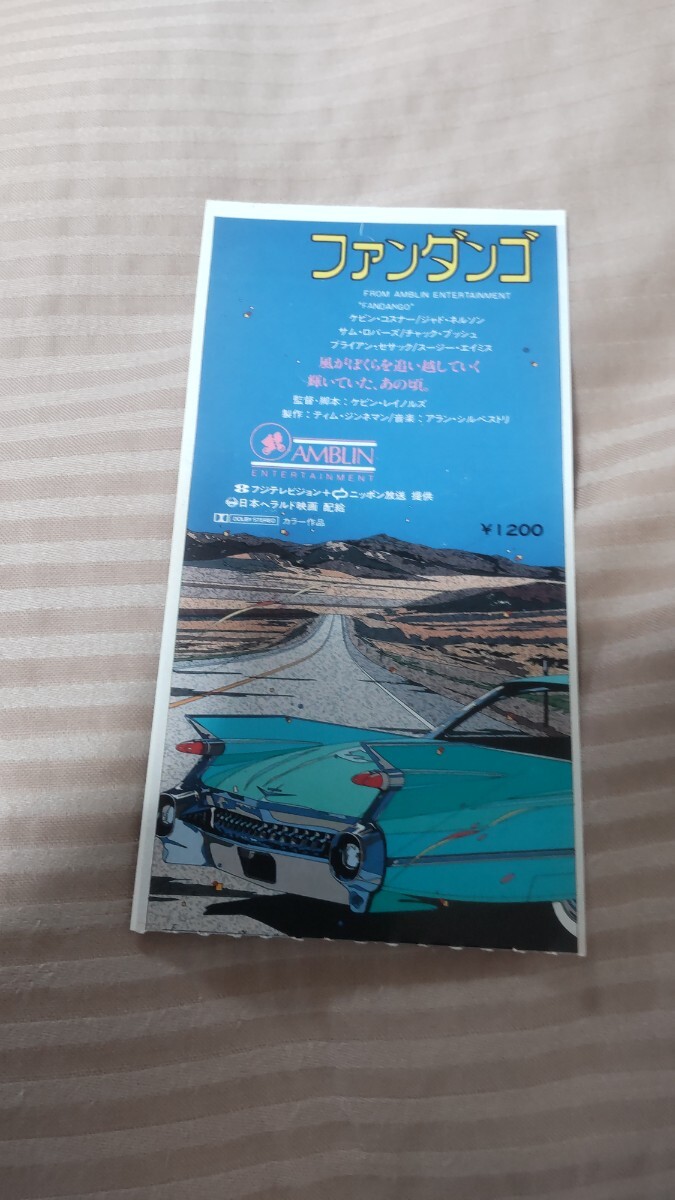 ファンダンゴ
FROM AMBLIN ENTERTAINMENT
"FANDANGO"
ケビン・コスナー/ジャド・ネルソン
サム・ロバーズ/チャック・ブッシュ
ブライアン・セサック/スージー・エイミス
風がぼくらを追い越していく
輝いていた、あの頃。
監督・脚本:ケビン・レイノルズ
製作:ティム・ジンネマン/音楽:アラン・シルベストリ
AMBLIN
ENTERTAINMENT
フジテレビジョン+ニッポン放送 提供
日本ヘラルド映画 配給
DOLBY STEREO カラー作品
¥1200